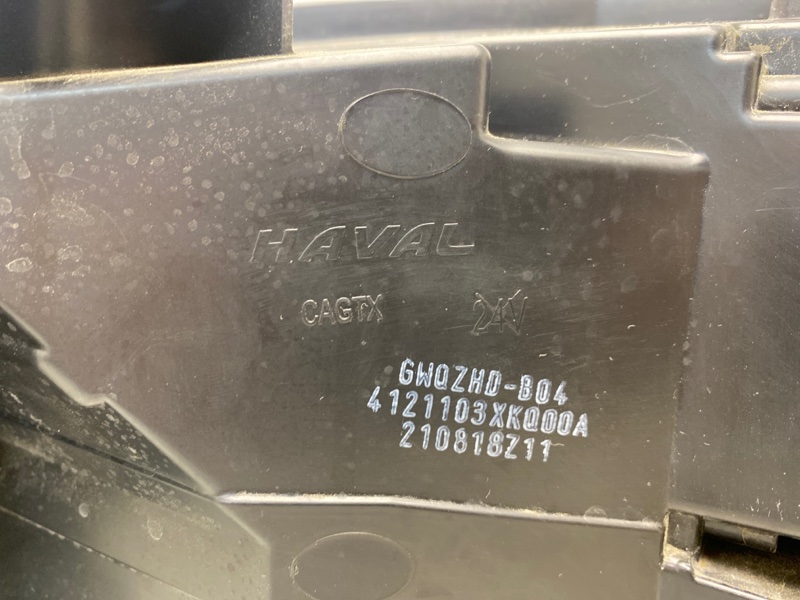 HAVAL
CAGTX 24V
GWQZHD-B04
4121103XKQ00A
210818Z11